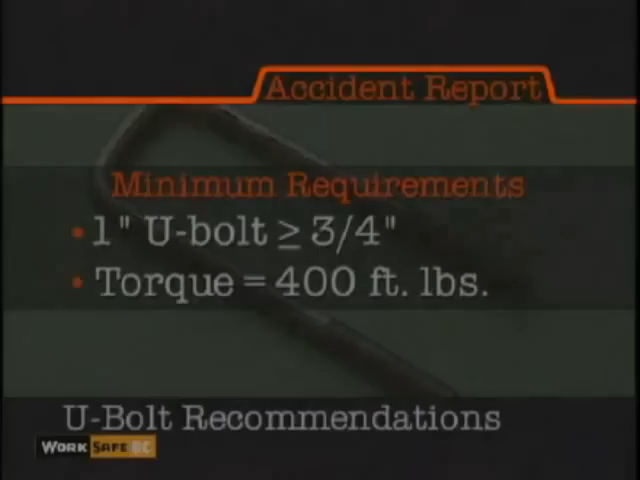 Accident Report
Minimum Requirements
• 1" U-bolt ≥ 3/4"
• Torque = 400 ft. lbs.
U-Bolt Recommendations
WORK SAFE BC